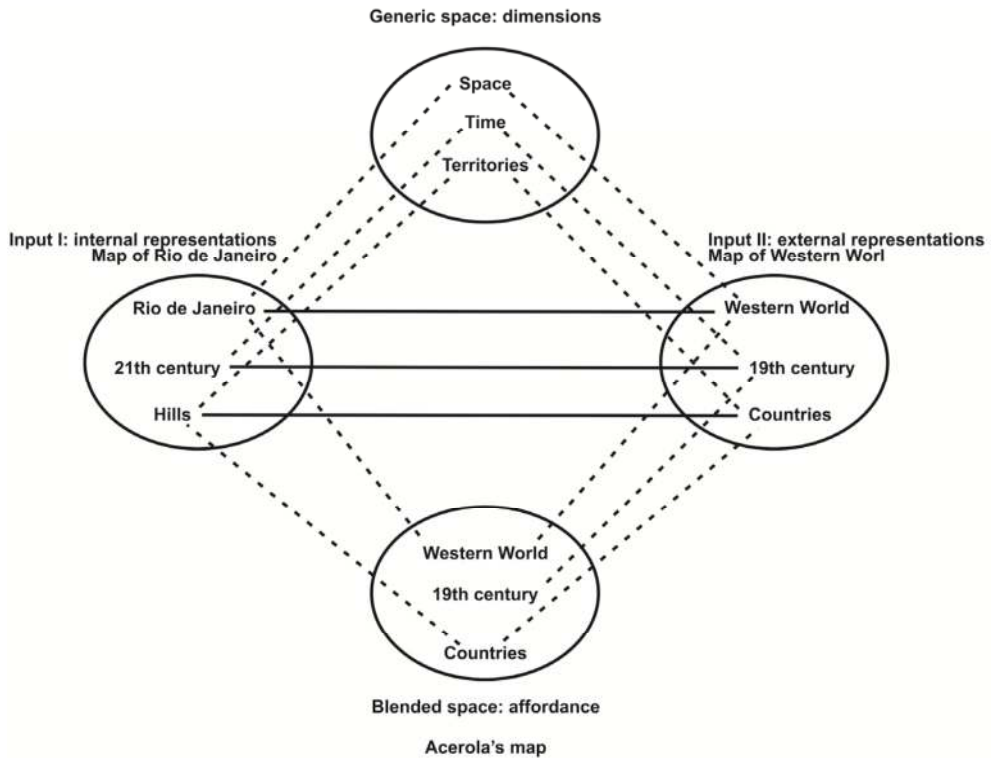 Generic space: dimensions
Space
Time
Territories
Input I: internal representations
Map of Rio de Janeiro
Rio de Janeiro
21th century
Hills
Input II: external representations
Map of Western Worl
Western World
19th century
Countries
Western World
19th century
Countries
Blended space: affordance
Acerola's map